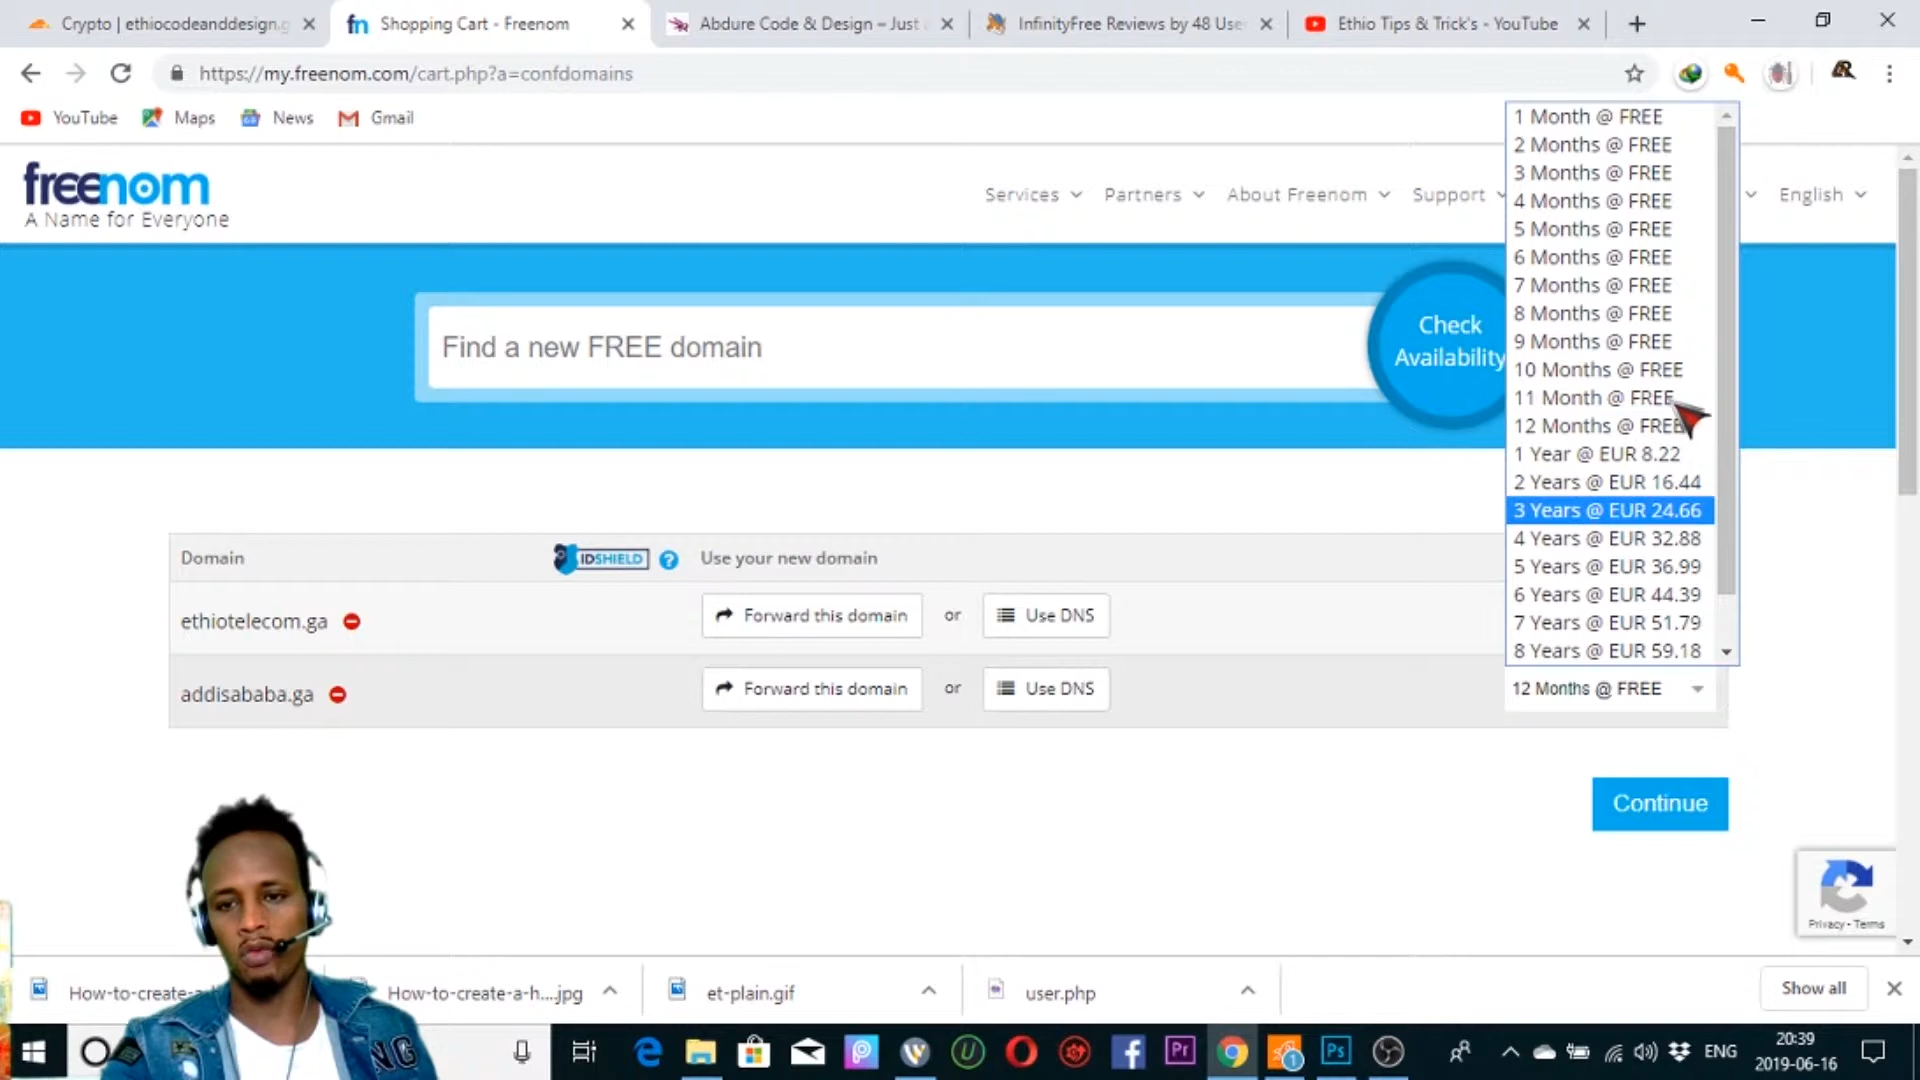 Crypto | ethiocodeanddesign.g
Shopping Cart - Freenom
Abdure Code & Design – Just
InfinityFree Reviews by 48 Use
Ethio Tips & Trick's - YouTube
https://my.freenom.com/cart.php?a=confdomains
YouTube
Maps
News
Gmail
freenom
A Name for Everyone
Services
Partners
About Freenom
Support
English
Find a new FREE domain
Check
Availability
1 Month @ FREE
2 Months @ FREE
3 Months @ FREE
4 Months @ FREE
5 Months @ FREE
6 Months @ FREE
7 Months @ FREE
8 Months @ FREE
9 Months @ FREE
10 Months @ FREE
11 Month @ FREE
12 Months @ FREE
1 Year @ EUR 8.22
2 Years @ EUR 16.44
3 Years @ EUR 24.66
4 Years @ EUR 32.88
5 Years @ EUR 36.99
6 Years @ EUR 44.39
7 Years @ EUR 51.79
8 Years @ EUR 59.18
Domain
IDSHIELD
Use your new domain
ethiotelecom.ga
Forward this domain or Use DNS
addisababa.ga
Forward this domain or Use DNS
12 Months @ FREE
Continue
Privacy - Terms
How-to-create-a-
How-to-create-a-h....jpg
et-plain.gif
user.php
Show all
NG
ENG
20:39
2019-06-16